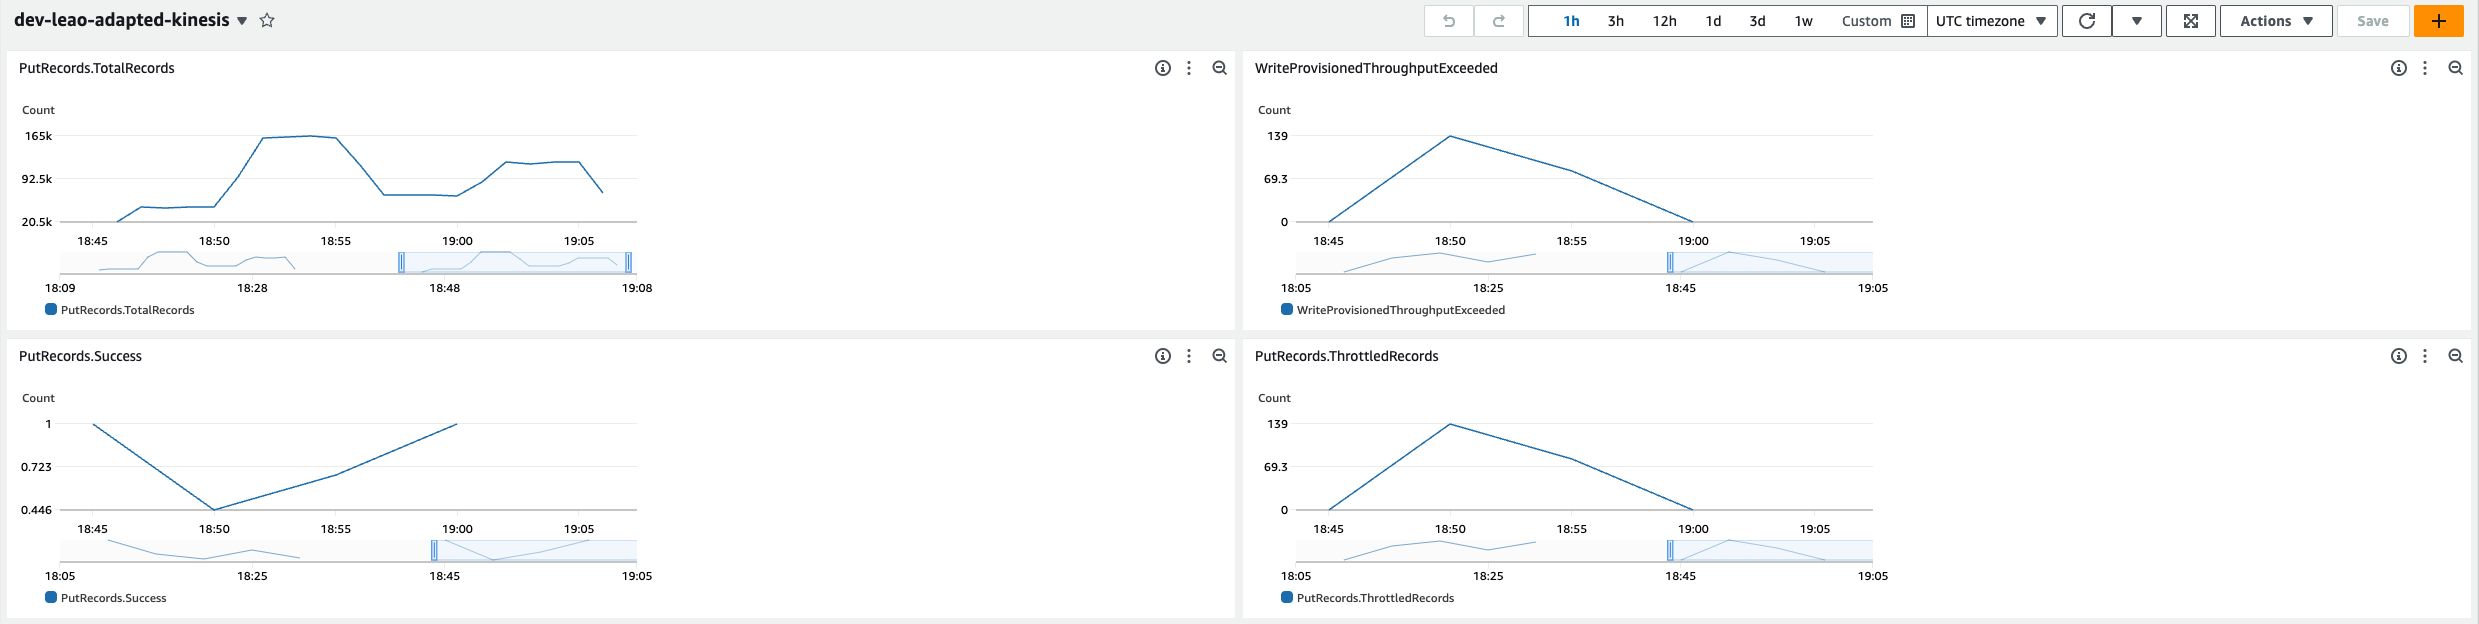 dev-leao-adapted-kinesis
1h 3h 12h 1d 3d 1w Custom UTC timezone Actions Save
PutRecords.TotalRecords
Count
165k
92.5k
20.5k
18:45 18:50 18:55 19:00 19:05
18:09 18:28 18:48 19:08
PutRecords.TotalRecords
WriteProvisionedThroughputExceeded
Count
139
69.3
0
18:45 18:50 18:55 19:00 19:05
18:05 18:25 18:45 19:05
WriteProvisionedThroughputExceeded
PutRecords.Success
Count
1
0.723
0.446
18:45 18:50 18:55 19:00 19:05
18:05 18:25 18:45 19:05
PutRecords.Success
PutRecords.ThrottledRecords
Count
139
69.3
0
18:45 18:50 18:55 19:00 19:05
18:05 18:25 18:45 19:05
PutRecords.ThrottledRecords